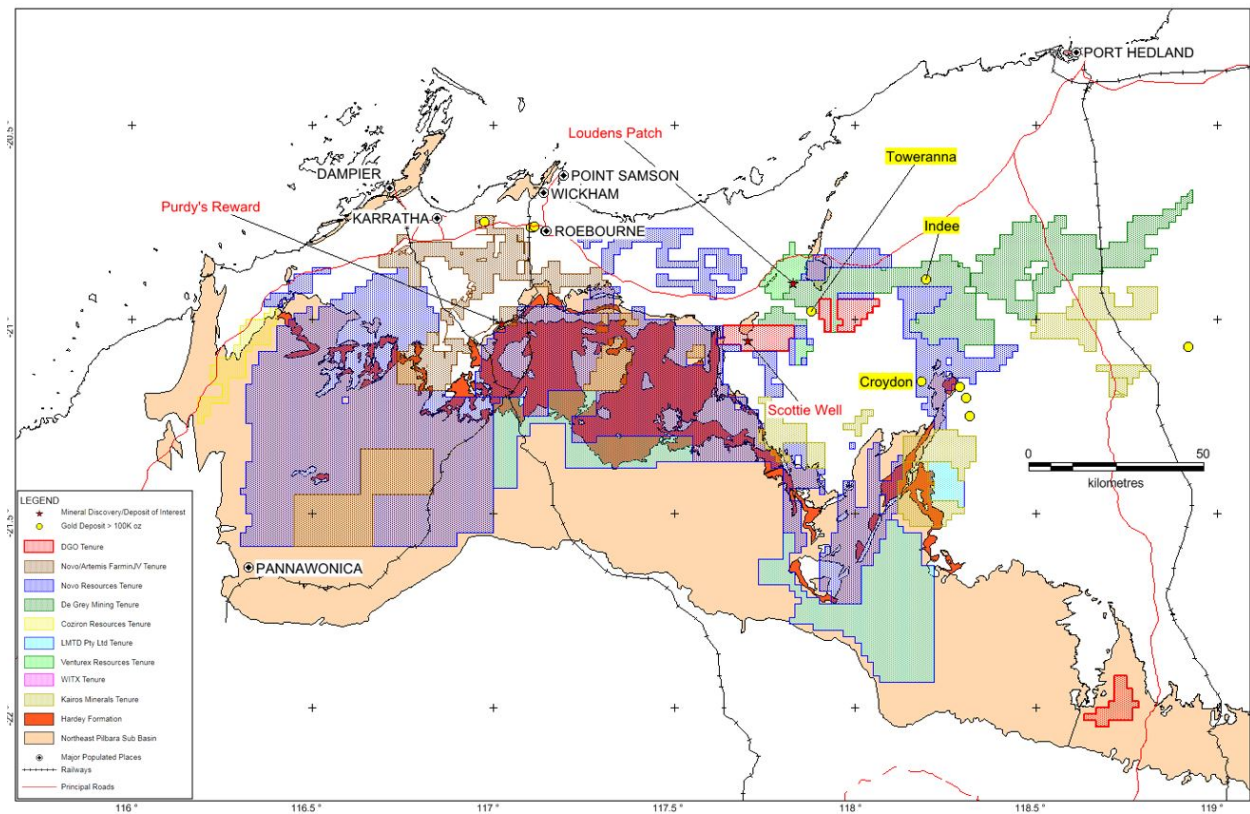 PORT HEDLAND
-20.5 °
Loudens Patch
Toweranna
DAMPIER
POINT SAMSON
WICKHAM
Purdy's Reward
KARRATHA
ROEBOURNE
Indee
-21 °
Croydon
Scottie Well
0 50
kilometres
LEGEND
Mineral Discovery/Deposit of Interest
Gold Deposit > 100K oz
DGO Tenure
Novo/Artemis FarminJV Tenure
Novo Resources Tenure
De Grey Mining Tenure
Coziron Resources Tenure
LMTD Pty Ltd Tenure
Venturex Resources Tenure
WITX Tenure
Kairos Minerals Tenure
Hardey Formation
Northeast Pilbara Sub Basin
Major Populated Places
Railways
Principal Roads
-21.5 °
PANNAWONICA
-22 °
116 ° 116.5 ° 117 ° 117.5 ° 118 ° 118.5 ° 119 °